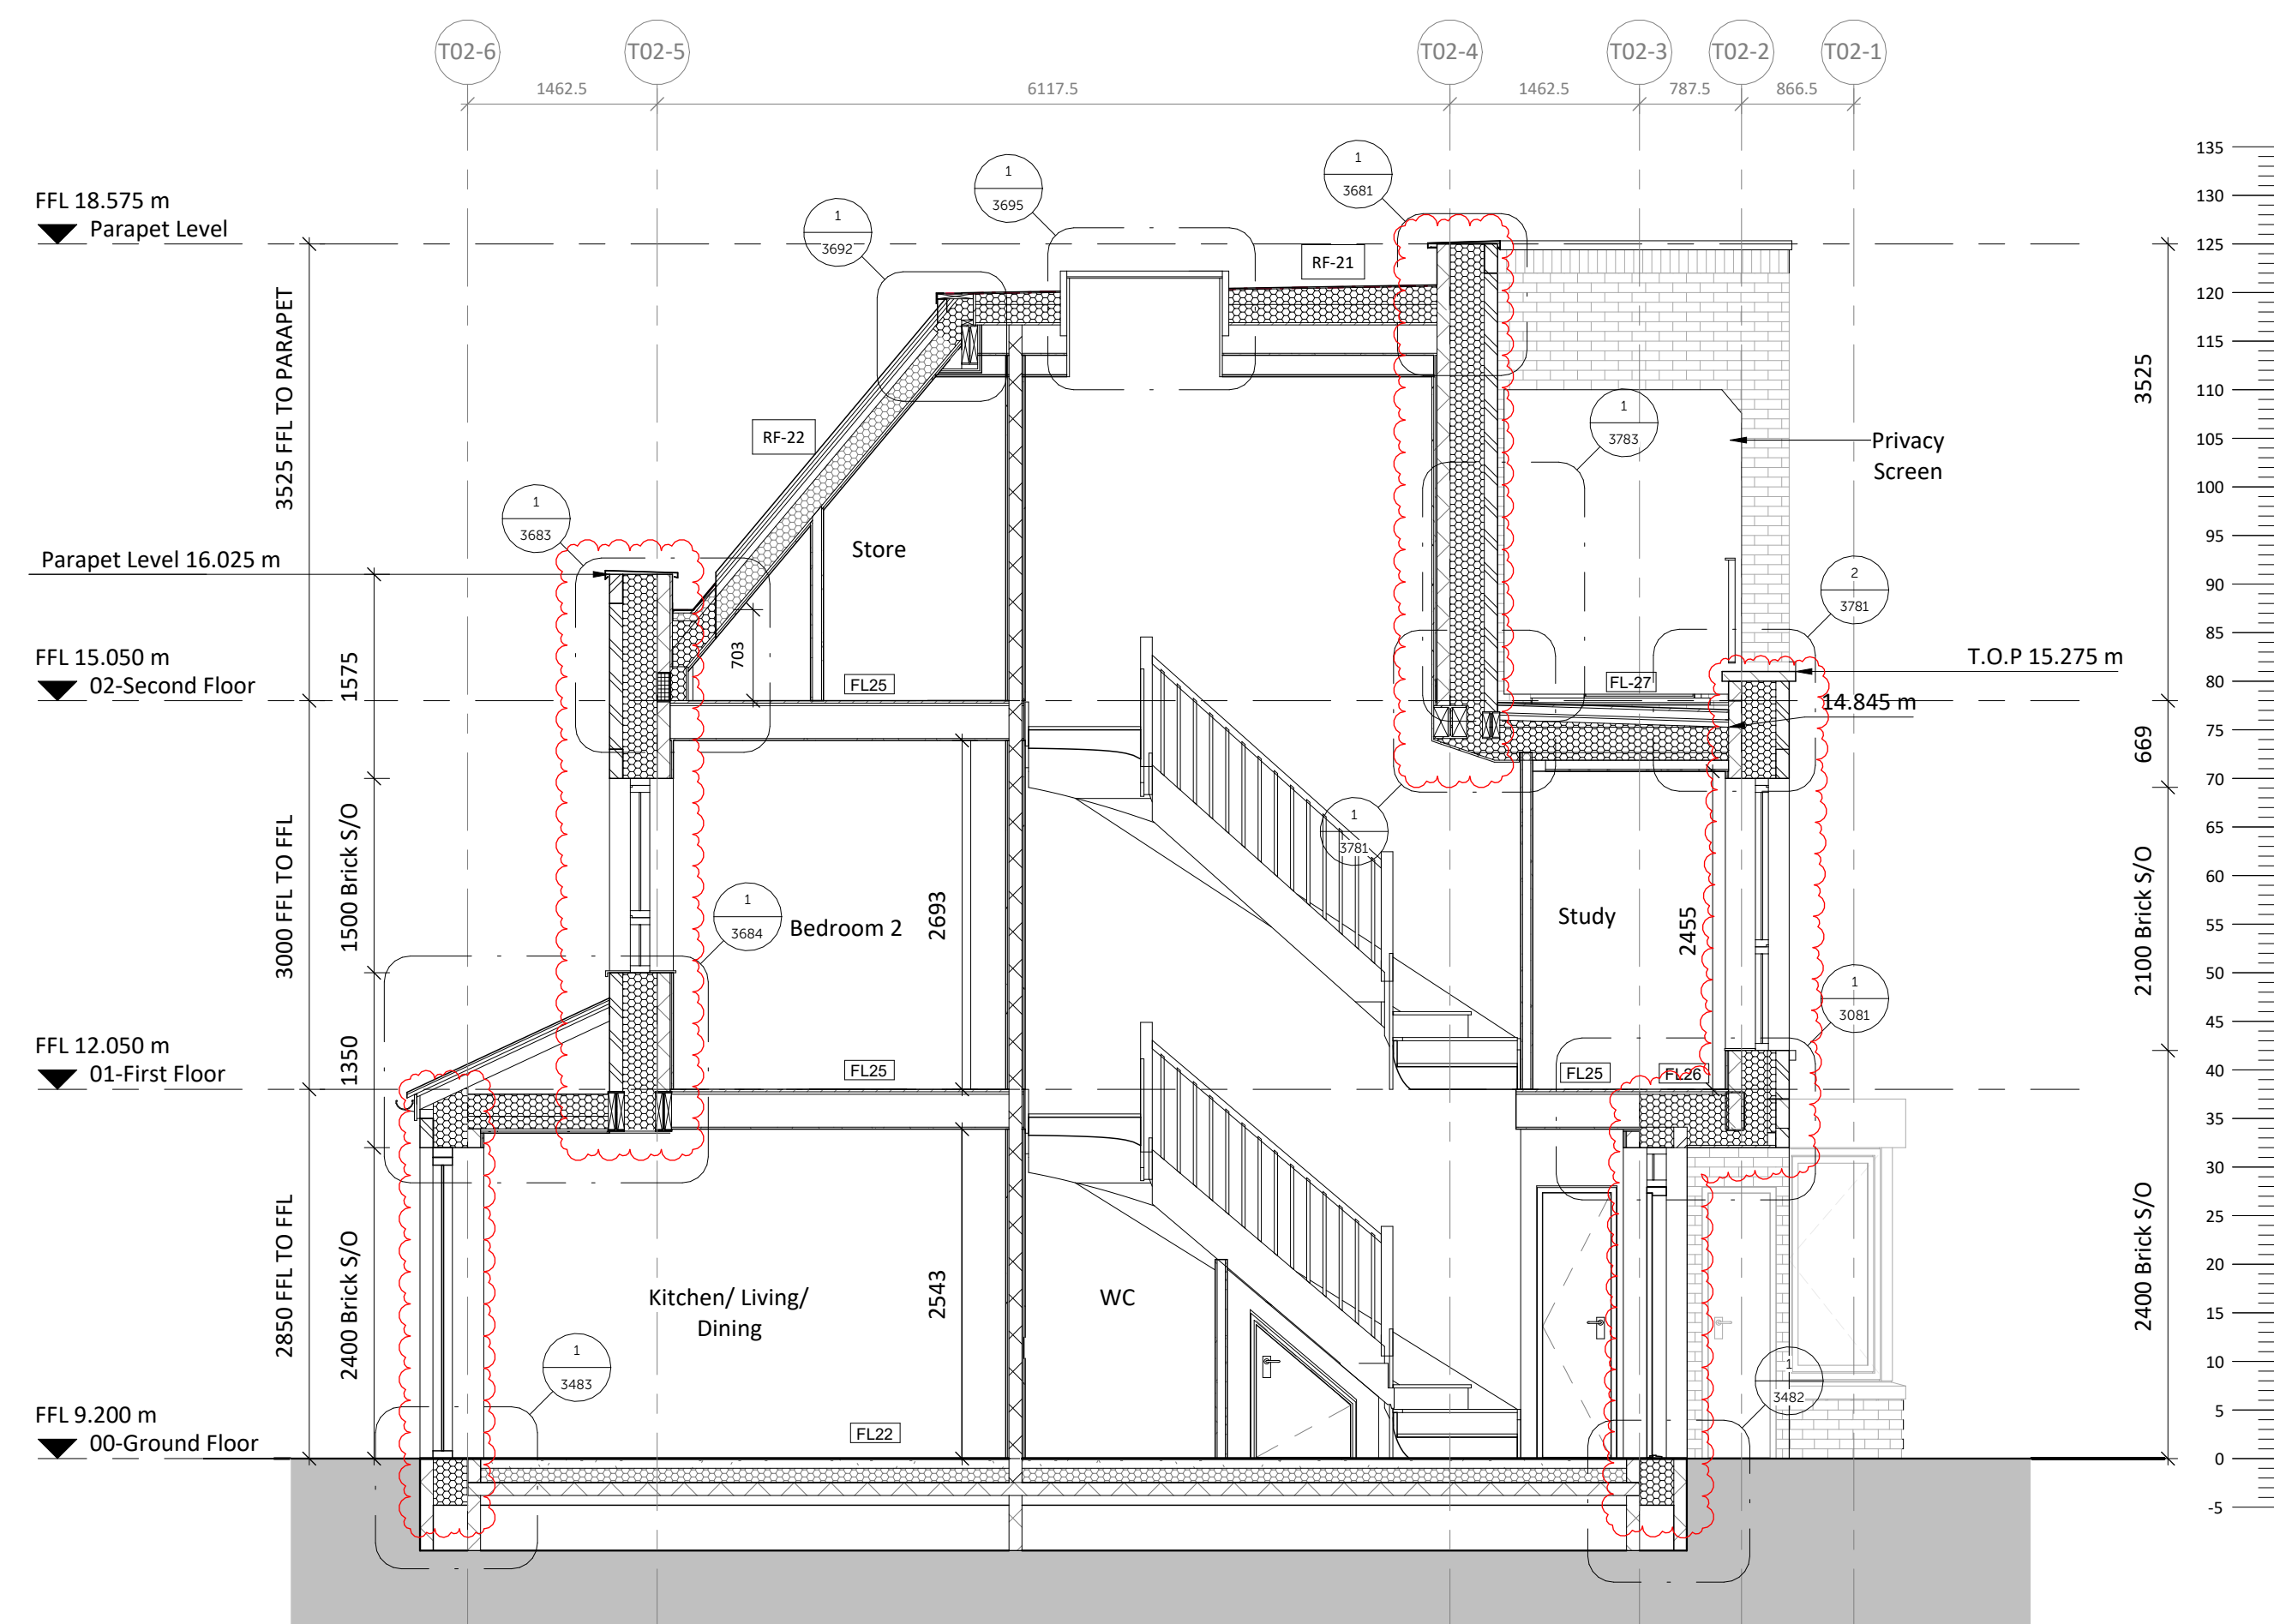 T02-6
T02-5
T02-4
T02-3
T02-2
T02-1
1462.5
6117.5
1462.5
787.5
866.5
FFL 18.575 m
Parapet Level
1
3692
1
3695
1
3681
RF-21
3525 FFL TO PARAPET
3525
RF-22
1
3783
Privacy
Screen
1
3683
Store
Parapet Level 16.025 m
2
3781
FFL 15.050 m
02-Second Floor
1575
703
FL25
FL-27
T.O.P 15.275 m
14.845 m
669
1
3781
3000 FFL TO FFL
1500 Brick S/O
1
3684
Bedroom 2
2693
Study
2455
2100 Brick S/O
1
3081
FFL 12.050 m
01-First Floor
1350
FL25
FL25
FL26
2850 FFL TO FFL
2400 Brick S/O
Kitchen/ Living/
Dining
2543
WC
2400 Brick S/O
1
3483
1
3482
FFL 9.200 m
00-Ground Floor
FL22
135
130
125
120
115
110
105
100
95
90
85
80
75
70
65
60
55
50
45
40
35
30
25
20
15
10
5
0
-5